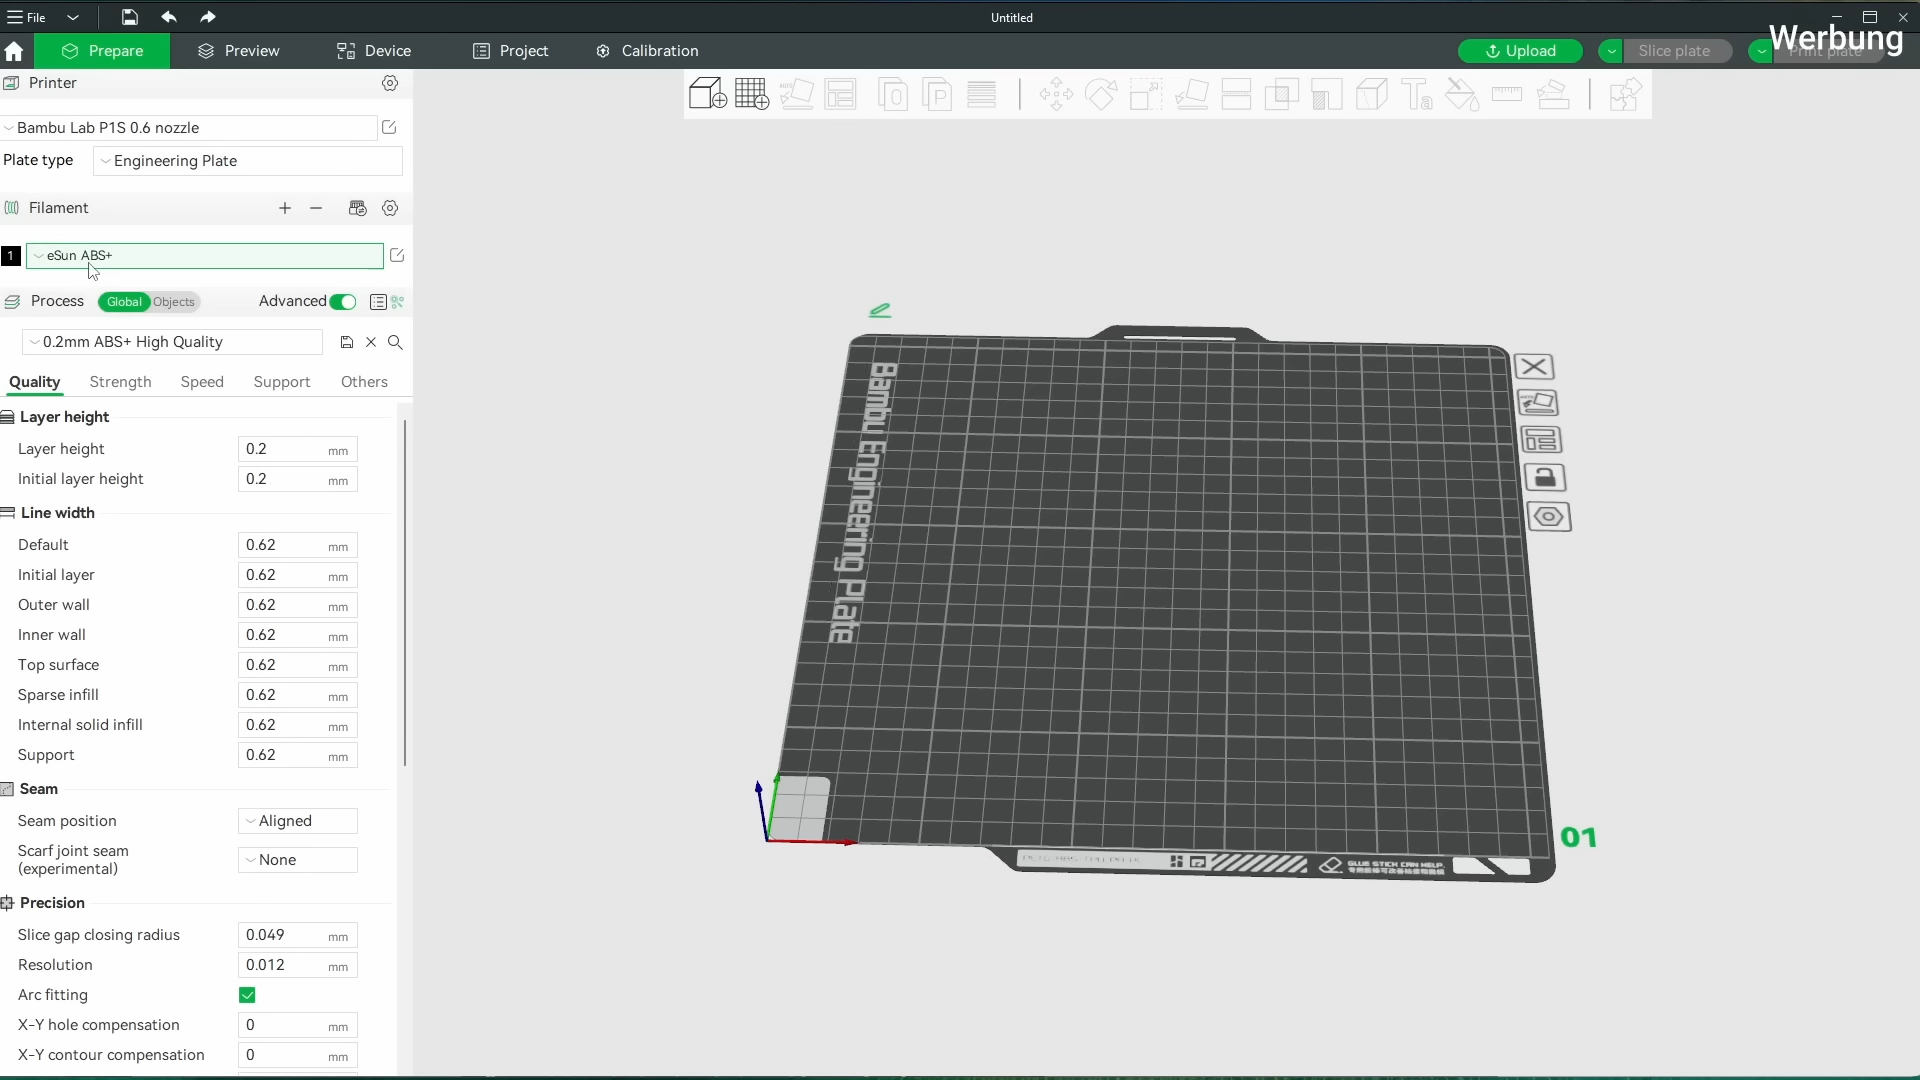 File
Untitled
Werbung
Prepare
Preview
Device
Project
Calibration
Upload
Slice plate
Print plate
Printer
Bambu Lab P1S 0.6 nozzle
Plate type
Engineering Plate
Filament
1
eSun ABS+
Process
Global
Objects
Advanced
0.2mm ABS+ High Quality
Quality
Strength
Speed
Support
Others
Layer height
Layer height 0.2 mm
Initial layer height 0.2 mm
Line width
Default 0.62 mm
Initial layer 0.62 mm
Outer wall 0.62 mm
Inner wall 0.62 mm
Top surface 0.62 mm
Sparse infill 0.62 mm
Internal solid infill 0.62 mm
Support 0.62 mm
Seam
Seam position Aligned
Scarf joint seam
(experimental) None
Precision
Slice gap closing radius 0.049 mm
Resolution 0.012 mm
Arc fitting
X-Y hole compensation 0 mm
X-Y contour compensation 0 mm
Bambu Engineering Plate
GLUE STICK CAN HELP.
01